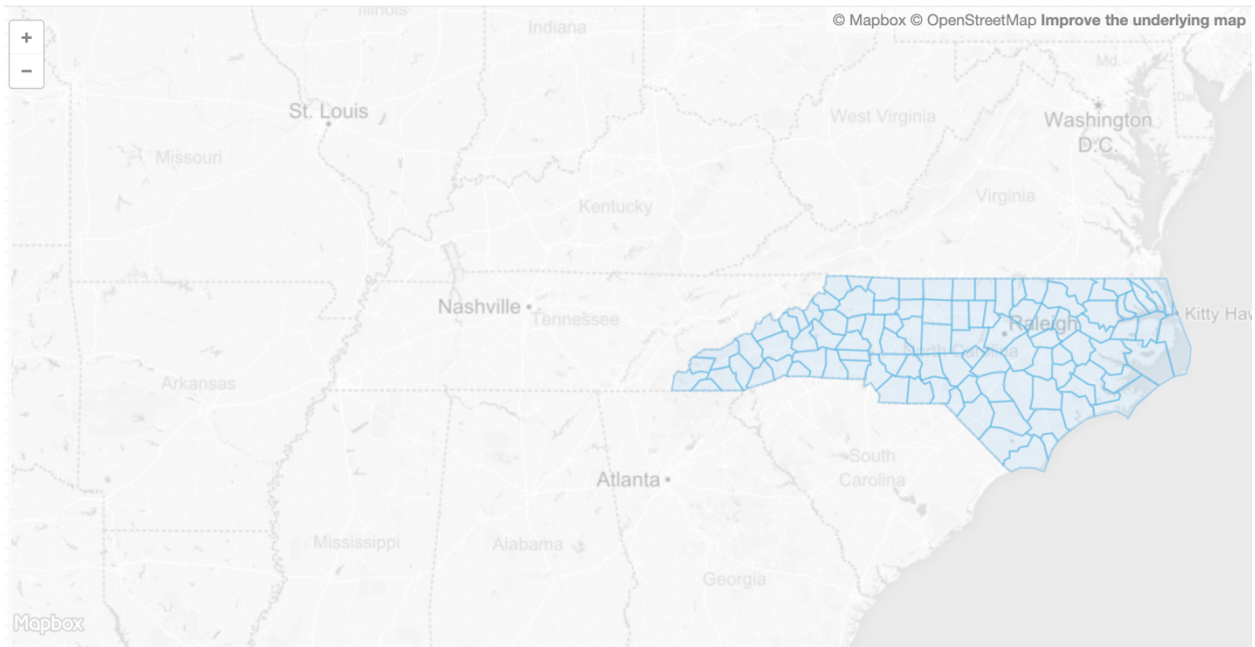 Illinois
Indiana
© Mapbox © OpenStreetMap Improve the underlying map
+
−
Md.
Del.
St. Louis
West Virginia
Washington
D.C.
Missouri
Kentucky
Virginia
Nashville
Tennessee
Raleigh
Kitty Haw
North Carolina
Arkansas
South
Carolina
Atlanta
Mississippi
Alabama
Georgia
Mapbox